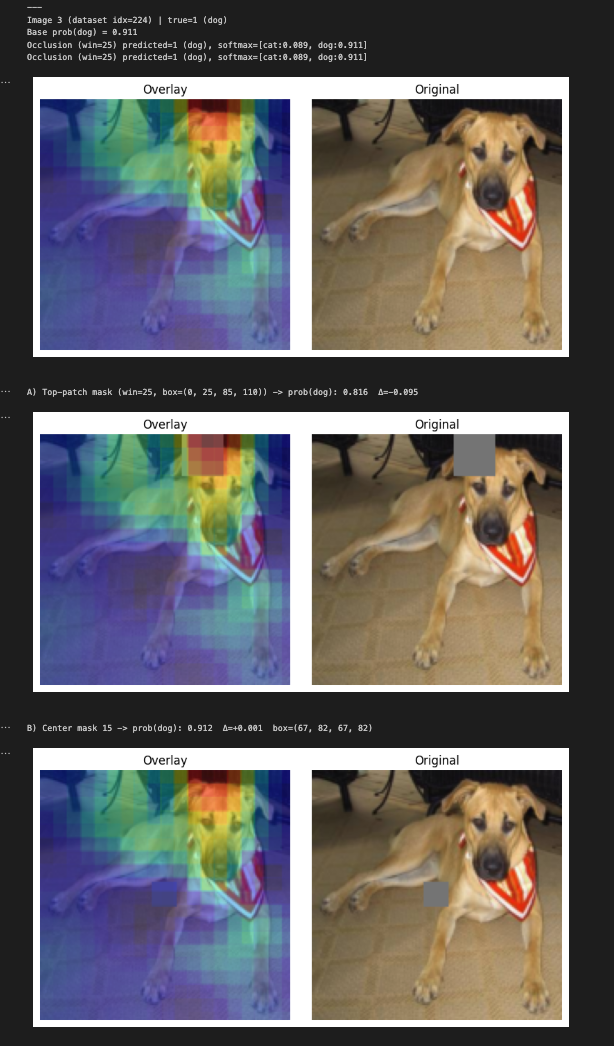 ———
Image 3 (dataset idx=224) | true=1 (dog)
Base prob(dog) = 0.911
Occlusion (win=25) predicted=1 (dog), softmax=[cat:0.089, dog:0.911]
Occlusion (win=25) predicted=1 (dog), softmax=[cat:0.089, dog:0.911]
...
Overlay Original
... A) Top-patch mask (win=25, box=(0, 25, 85, 110)) -> prob(dog): 0.816 Δ=-0.095
...
Overlay Original
... B) Center mask 15 -> prob(dog): 0.912 Δ=+0.001 box=(67, 82, 67, 82)
...
Overlay Original